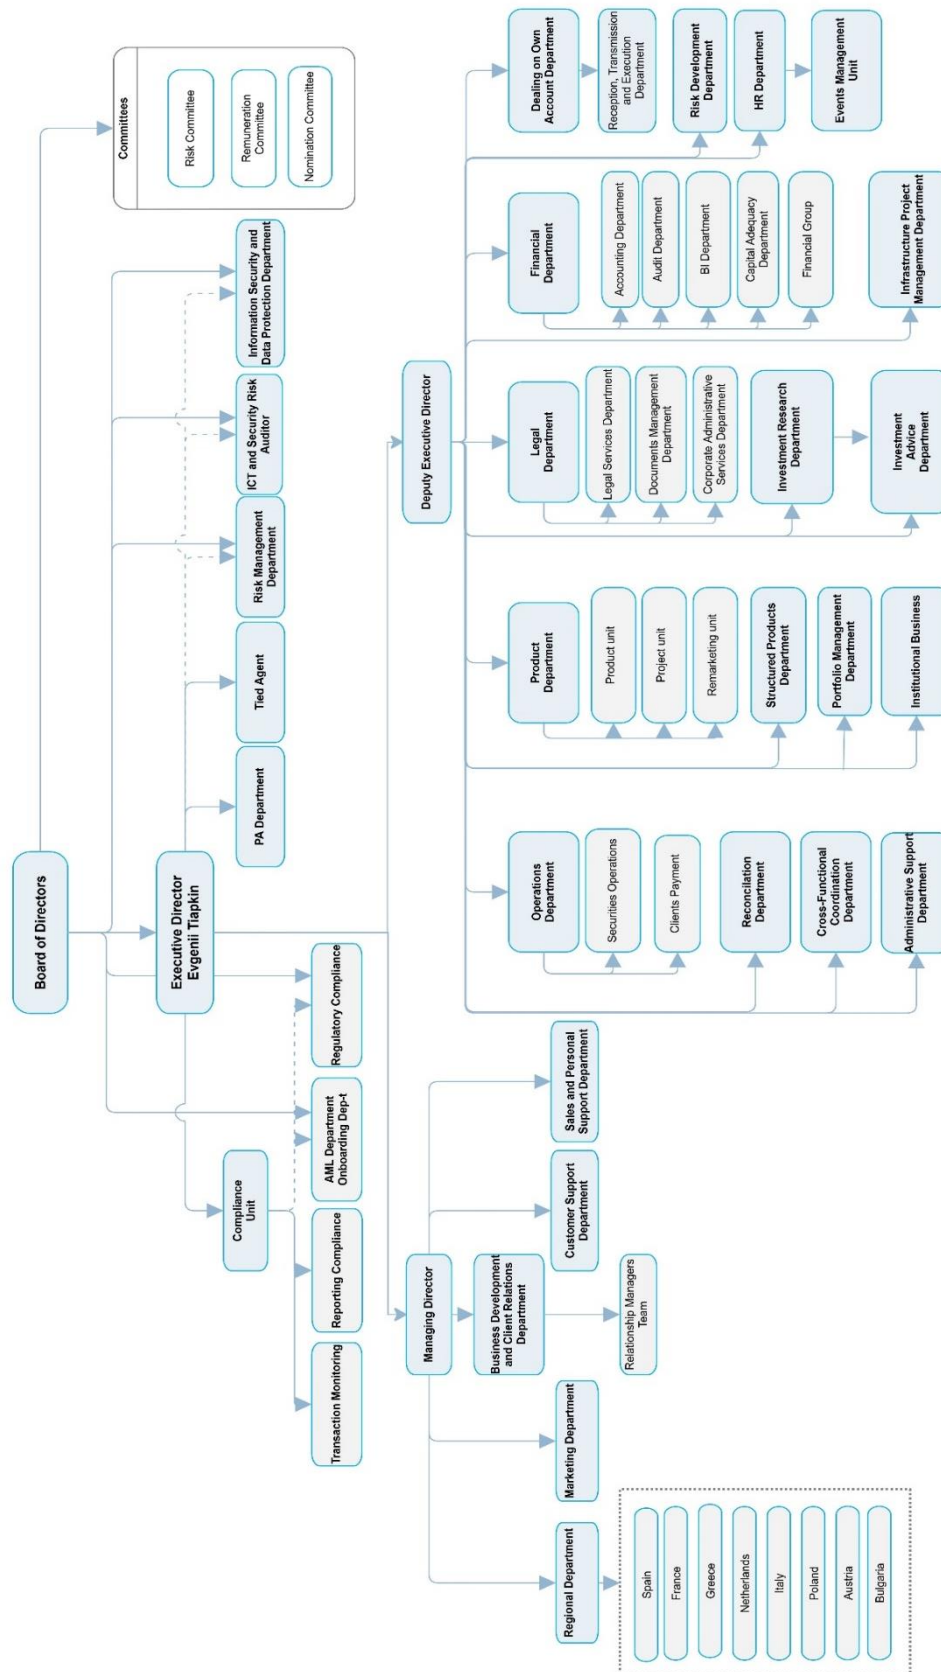 Board of Directors
Committees
Risk Committee
Remuneration
Committee
Nomination Committee
Executive Director
Evgenii Tiapkin
Compliance
Unit
PA Department
Tied Agent
Risk Management
Department
ICT and Security Risk
Auditor
Information Security and
Data Protection Department
Transaction Monitoring
Reporting Compliance
AML Department
Onboarding Dep-t
Regulatory Compliance
Managing Director
Deputy Executive Director
Regional Department
Marketing Department
Business Development
and Client Relations
Department
Customer Support
Department
Sales and Personal
Support Department
Relationship Managers
Team
Spain
France
Greece
Netherlands
Italy
Poland
Austria
Bulgaria
Operations
Department
Securities Operations
Clients Payment
Reconcilation
Department
Cross-Functional
Coordination
Department
Administrative Support
Department
Product
Department
Product unit
Project unit
Remarketing unit
Structured Products
Department
Portfolio Management
Department
Institutional Business
Legal
Department
Legal Services Department
Documents Management
Department
Corporate Administrative
Services Department
Investment Research
Department
Investment
Advice
Department
Financial
Department
Accounting Department
Audit Department
BI Department
Capital Adequacy
Department
Financial Group
Infrastructure Project
Management Department
Dealing on Own
Account Department
Reception, Transmission
and Execution
Department
Risk Development
Department
HR Department
Events Management
Unit